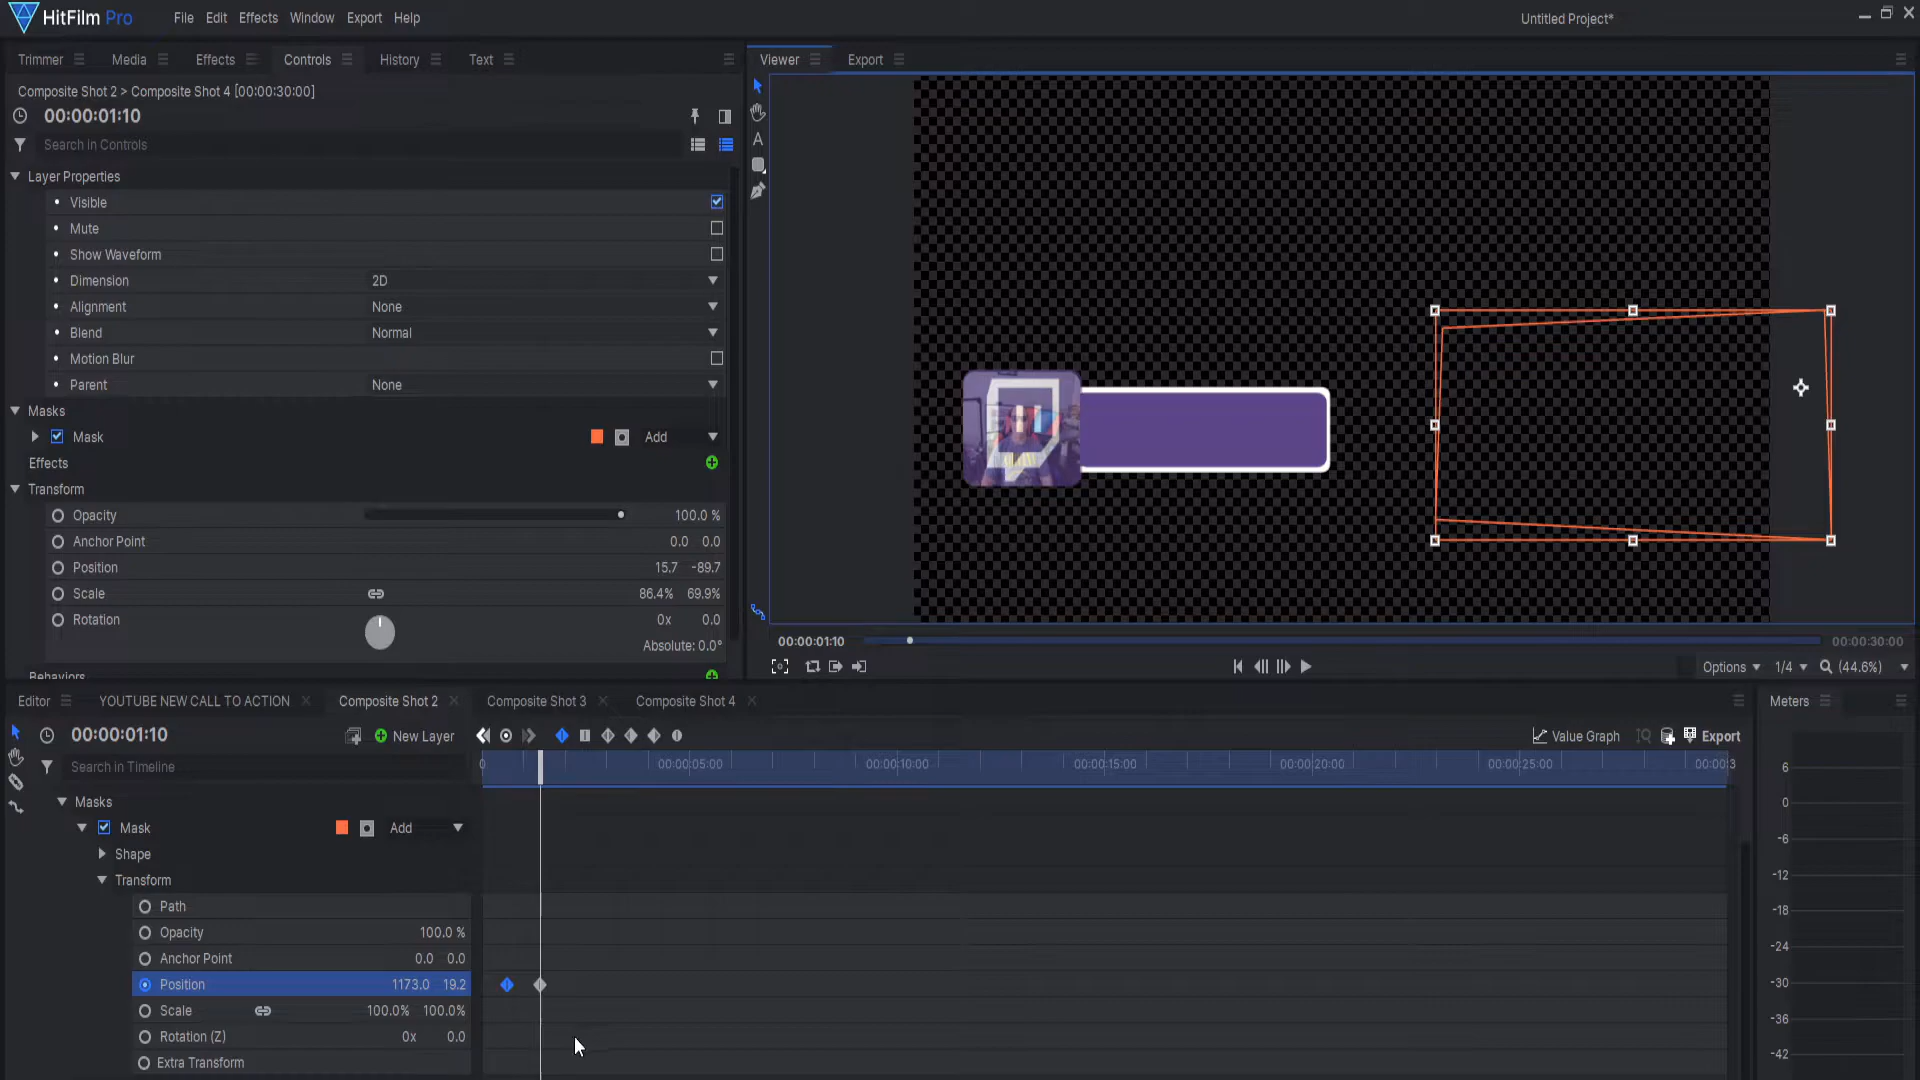 HitFilm Pro
File Edit Effects Window Export Help
Untitled Project*
Trimmer Media Effects Controls History Text
Viewer Export
Composite Shot 2 > Composite Shot 4 [00:00:30:00]
00:00:01:10
Search in Controls
Layer Properties
Visible
Mute
Show Waveform
Dimension 2D
Alignment None
Blend Normal
Motion Blur
Parent None
Masks
Mask Add
Effects
Transform
Opacity 100.0 %
Anchor Point 0.0 0.0
Position 15.7 -89.7
Scale 86.4% 69.9%
Rotation 0x 0.0
Absolute: 0.0°
Behaviors
A
00:00:01:10 00:00:30:00
Options 1/4 (44.6%)
Editor YOUTUBE NEW CALL TO ACTION Composite Shot 2 Composite Shot 3 Composite Shot 4
Meters
00:00:01:10 New Layer
Value Graph Export
Search in Timeline
0 00:00:05:00 00:00:10:00 00:00:15:00 00:00:20:00 00:00:25:00 00:00:3
Masks
Mask Add
Shape
Transform
Path
Opacity 100.0 %
Anchor Point 0.0 0.0
Position 1173.0 19.2
Scale 100.0% 100.0%
Rotation (Z) 0x 0.0
Extra Transform
6
0
-6
-12
-18
-24
-30
-36
-42